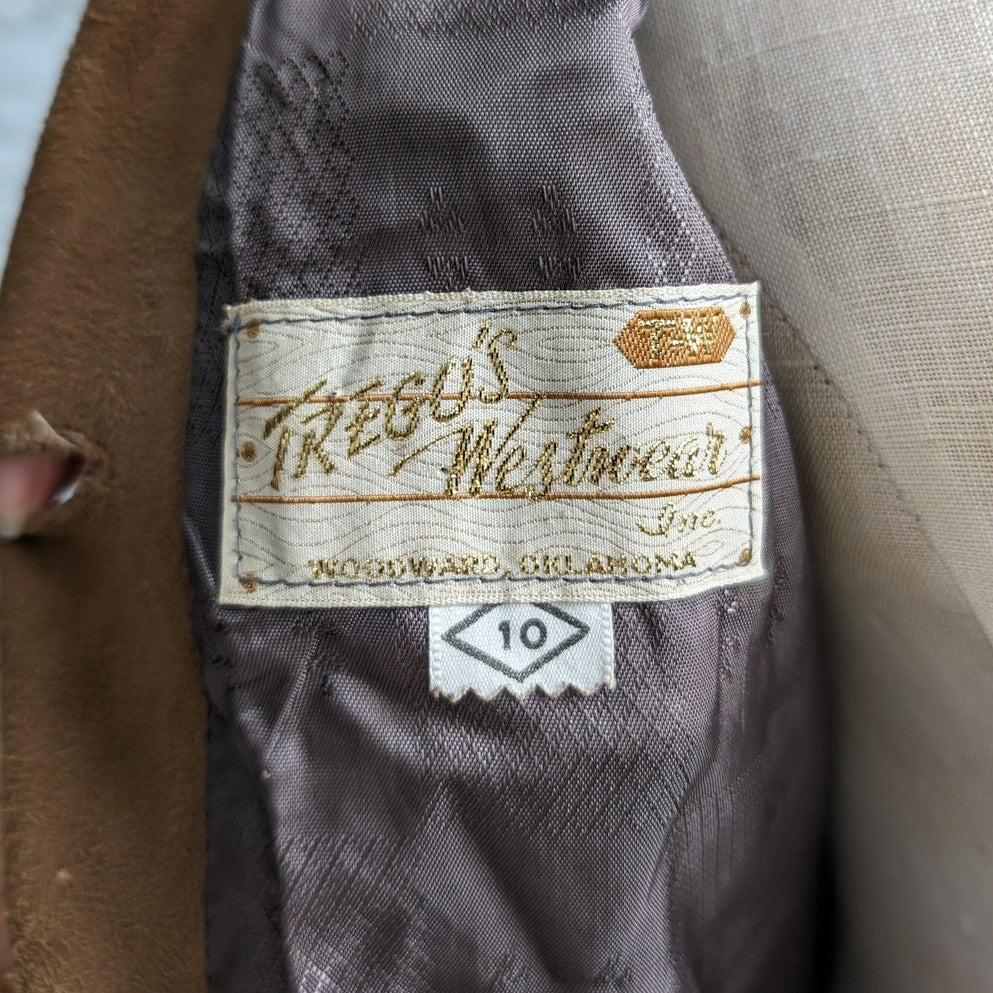 T-W
TREGO'S
Westwear
Inc.
WOODWARD, OKLAHOMA
10